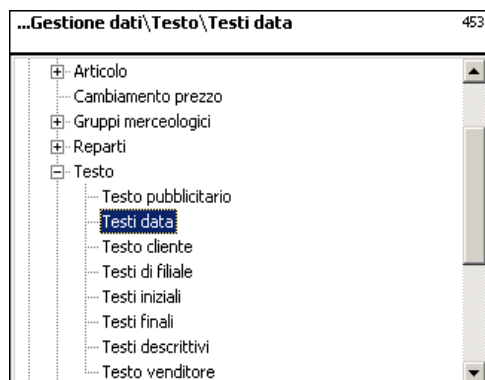 ...Gestione dati\Testo\Testi data 453
Articolo
Cambiamento prezzo
Gruppi merceologici
Reparti
Testo
Testo pubblicitario
Testi data
Testo cliente
Testi di filiale
Testi iniziali
Testi finali
Testi descrittivi
Testo venditore